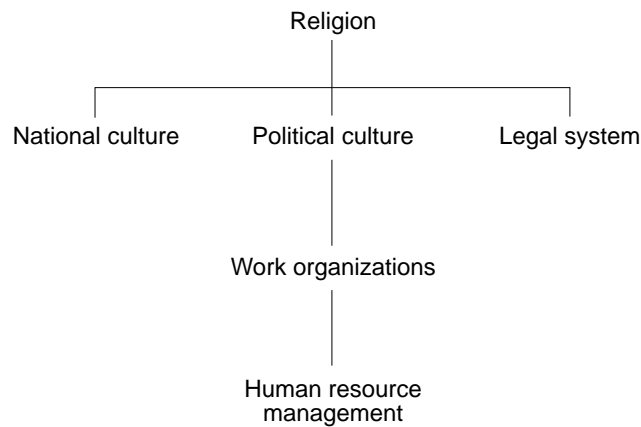 Religion
National culture
Political culture
Legal system
Work organizations
Human resource
management